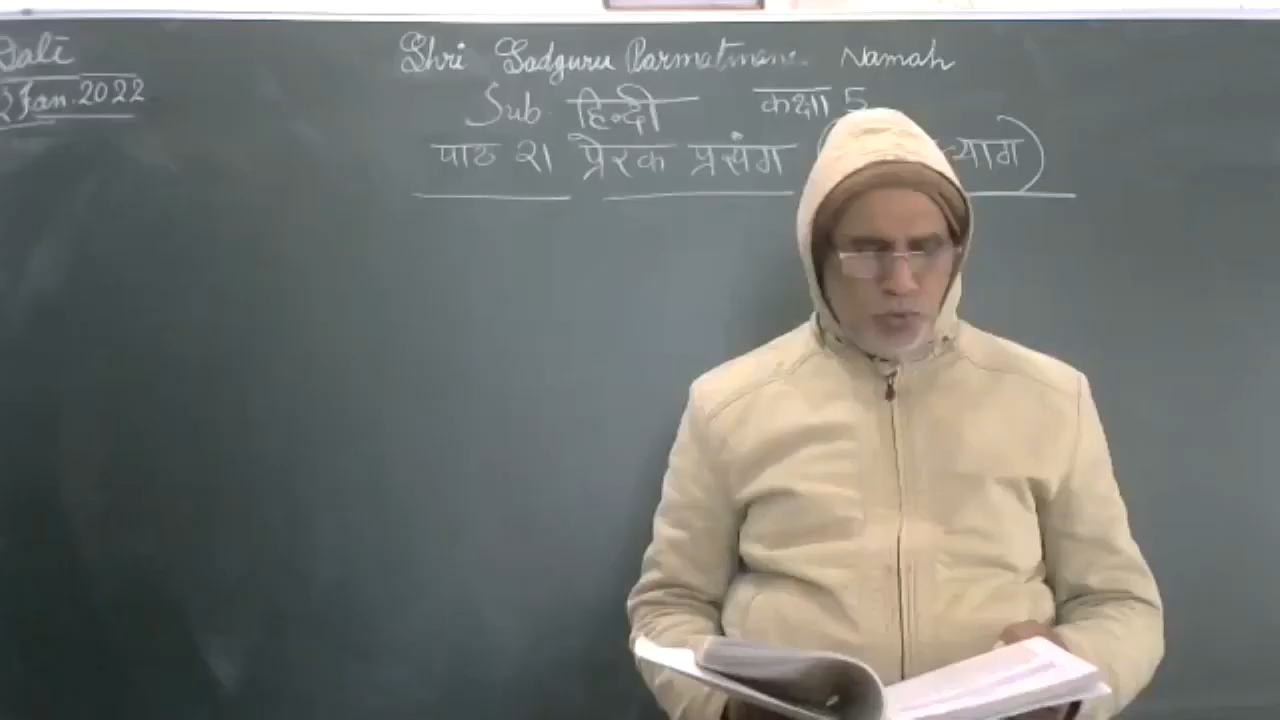 Date
Jan. 2022
Shri Sadguru Parmatmane Namah
Sub हिन्दी कक्षा 5
पाठ २१ प्रेरक प्रसंग ( याग)